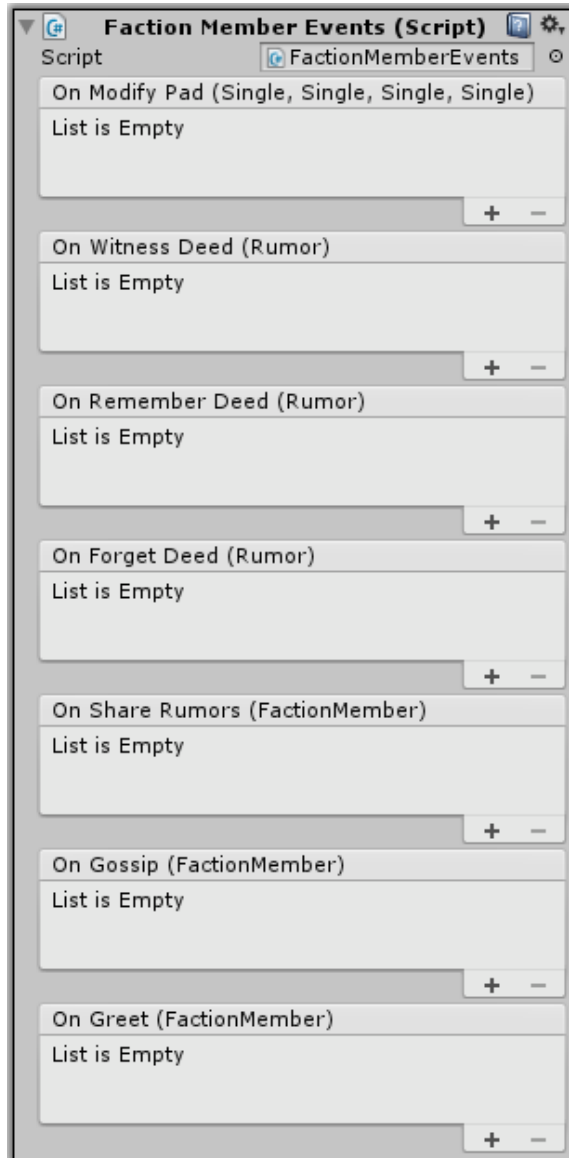 Faction Member Events (Script)
Script FactionMemberEvents
On Modify Pad (Single, Single, Single, Single)
List is Empty
+ −
On Witness Deed (Rumor)
List is Empty
+ −
On Remember Deed (Rumor)
List is Empty
+ −
On Forget Deed (Rumor)
List is Empty
+ −
On Share Rumors (FactionMember)
List is Empty
+ −
On Gossip (FactionMember)
List is Empty
+ −
On Greet (FactionMember)
List is Empty
+ −